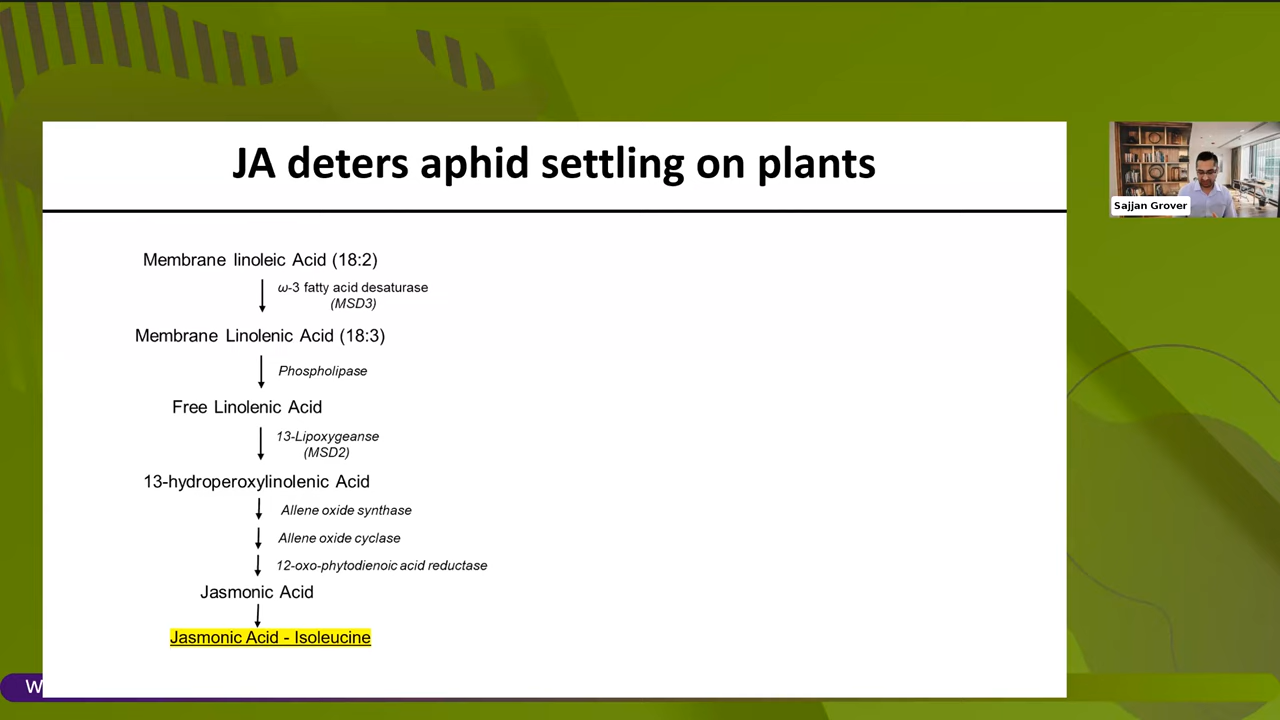 JA deters aphid settling on plants
Sajjan Grover
Membrane linoleic Acid (18:2)
ω-3 fatty acid desaturase
(MSD3)
Membrane Linolenic Acid (18:3)
Phospholipase
Free Linolenic Acid
13-Lipoxygeanse
(MSD2)
13-hydroperoxylinolenic Acid
Allene oxide synthase
Allene oxide cyclase
12-oxo-phytodienoic acid reductase
Jasmonic Acid
Jasmonic Acid - Isoleucine
W